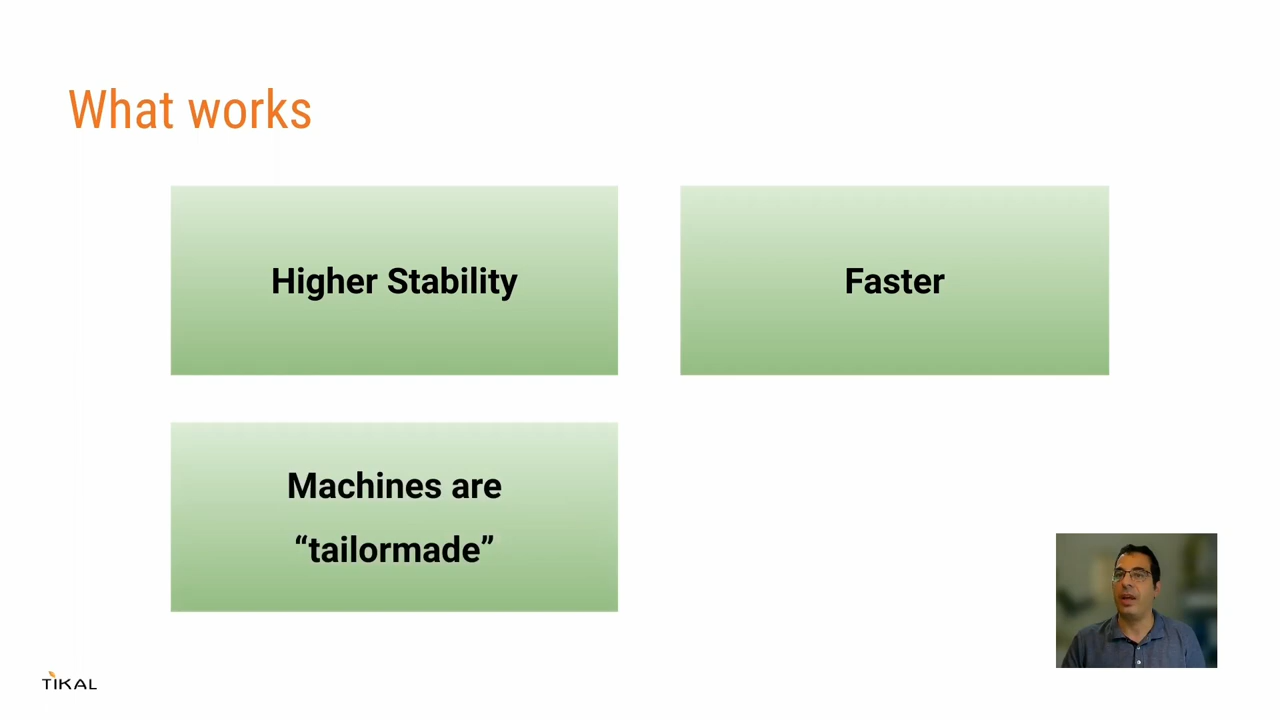 What works
Higher Stability
Faster
Machines are
“tailormade”
TIKAL